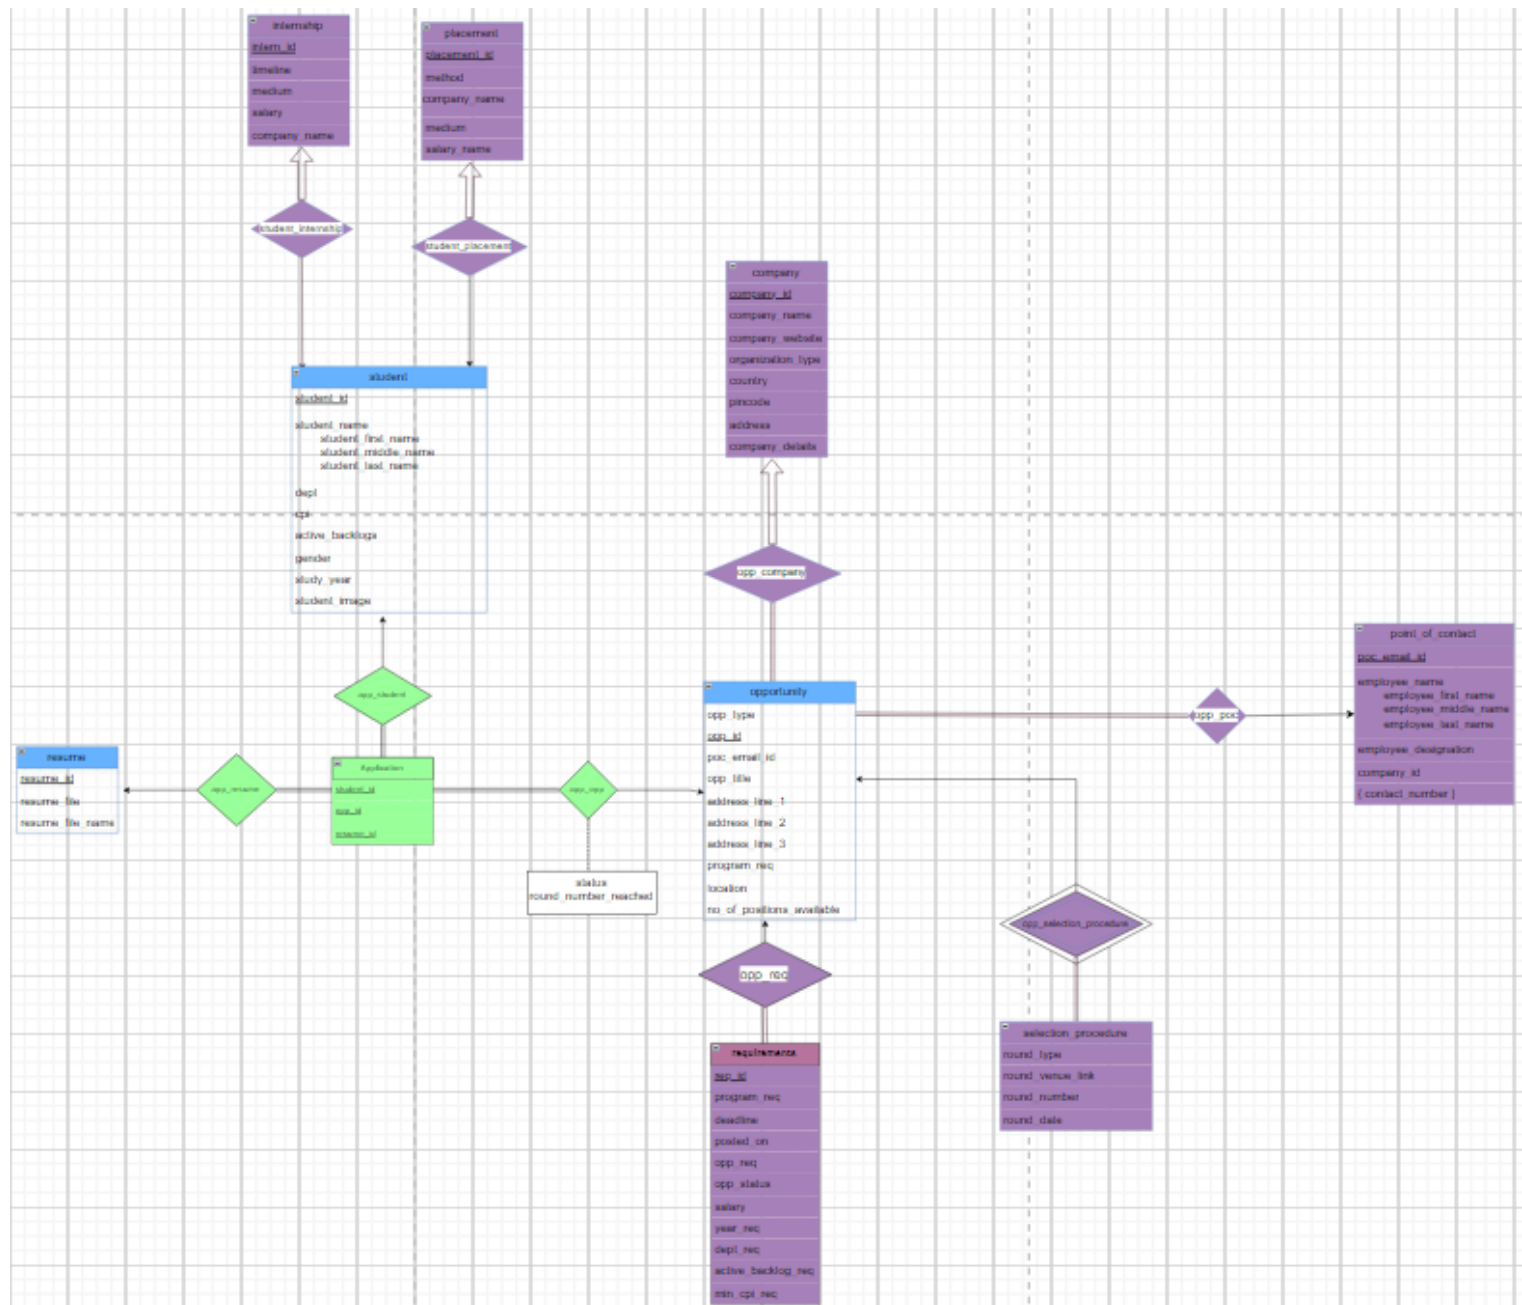 internship
intern_id
timeline
medium
salary
company_name
placement
placement_id
method
company_name
medium
salary_name
student_internship
student_placement
company
company_id
company_name
company_website
organization_type
country
pincode
address
company_details
student
student_id
student_name
student_first_name
student_middle_name
student_last_name
dept
cpi
active_backlogs
gender
study_year
student_image
opp_company
point_of_contact
poc_email_id
employee_name
employee_first_name
employee_middle_name
employee_last_name
employee_designation
company_id
{ contact_number }
app_student
opportunity
opp_type
opp_id
poc_email_id
opp_title
address_line_1
address_line_2
address_line_3
program_req
location
no_of_positions_available
opp_poc
resume
resume_id
resume_file
resume_file_name
app_resume
Application
student_id
opp_id
resume_id
app_opp
status
round_number_reached
opp_selection_procedure
opp_req
selection_procedure
round_type
round_venue_link
round_number
round_date
requirements
req_id
program_req
deadline
posted_on
opp_req
opp_status
salary
year_req
dept_req
active_backlog_req
min_cpi_req